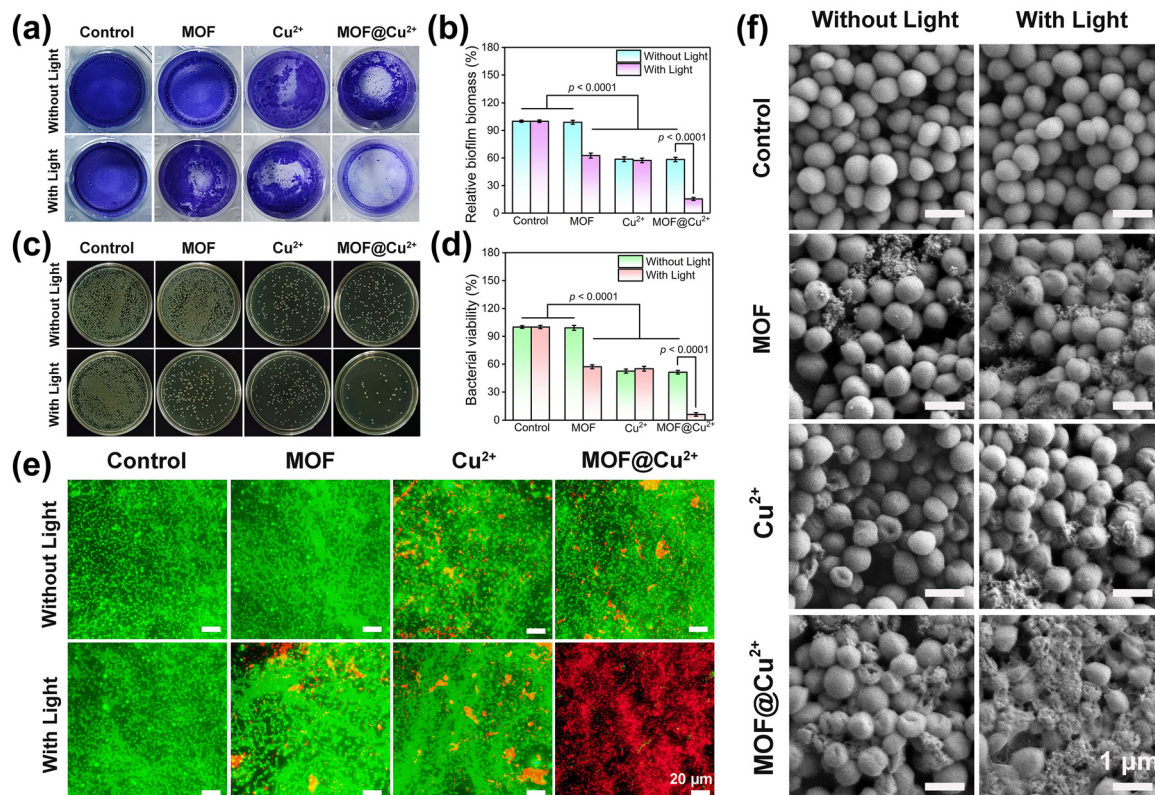 (a)
Control MOF Cu²⁺ MOF@Cu²⁺
Without Light
With Light
(b)
Relative biofilm biomass (%)
180
150
120
90
60
30
0
Without Light
With Light
p < 0.0001
p < 0.0001
Control MOF Cu²⁺ MOF@Cu²⁺
(c)
Control MOF Cu²⁺ MOF@Cu²⁺
Without Light
With Light
(d)
Bacterial viability (%)
180
150
120
90
60
30
0
Without Light
With Light
p < 0.0001
p < 0.0001
Control MOF Cu²⁺ MOF@Cu²⁺
(e)
Control MOF Cu²⁺ MOF@Cu²⁺
Without Light
With Light
20 μm
(f)
Without Light With Light
Control
MOF
Cu²⁺
MOF@Cu²⁺
1 μm